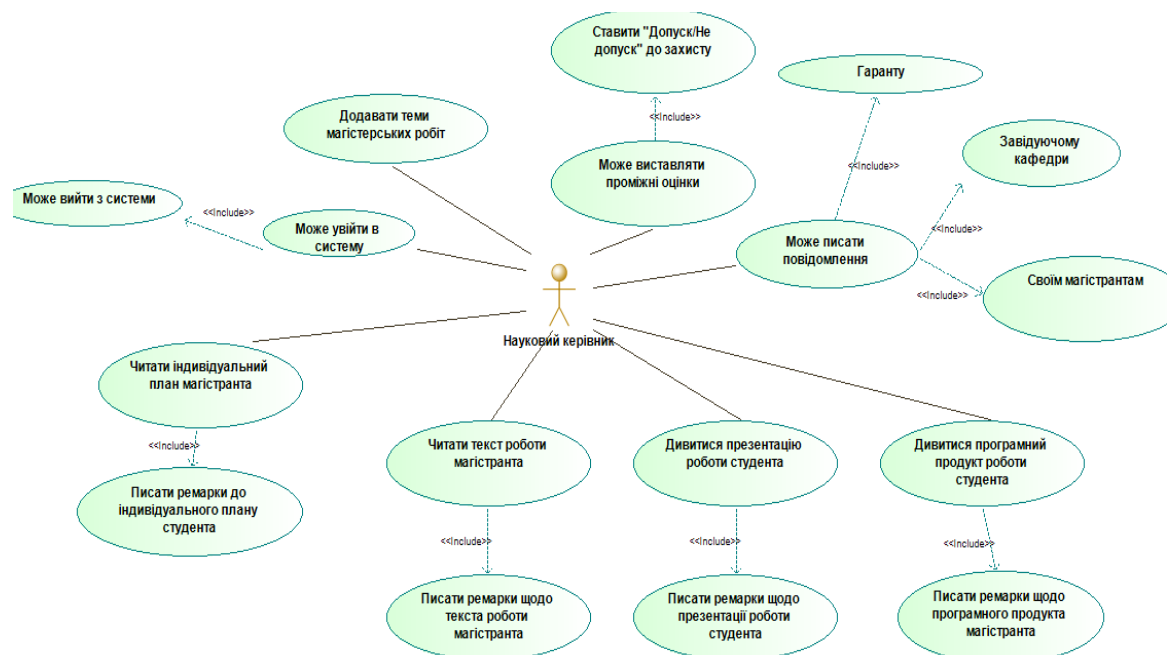 Ставити "Допуск/Не
допуск" до захисту
Гаранту
<<Include>>
Додавати теми
магістерських робіт
Завідуючому
кафедри
<<Include>>
Може виставляти
проміжні оцінки
Може вийти з системи
<<Include>>
Може увійти в
систему
<<Include>>
Може писати
повідомлення
<<Include>>
Своїм магістрантам
Науковий керівник
Читати індивідуальний
план магістранта
<<Include>>
Читати текст роботи
магістранта
Дивитися презентацію
роботи студента
Дивитися програмний
продукт роботи
студента
Писати ремарки до
індивідуального плану
студента
<<Include>>
<<Include>>
<<Include>>
Писати ремарки щодо
текста роботи
магістранта
Писати ремарки щодо
презентації роботи
студента
Писати ремарки щодо
програмного продукта
магістранта